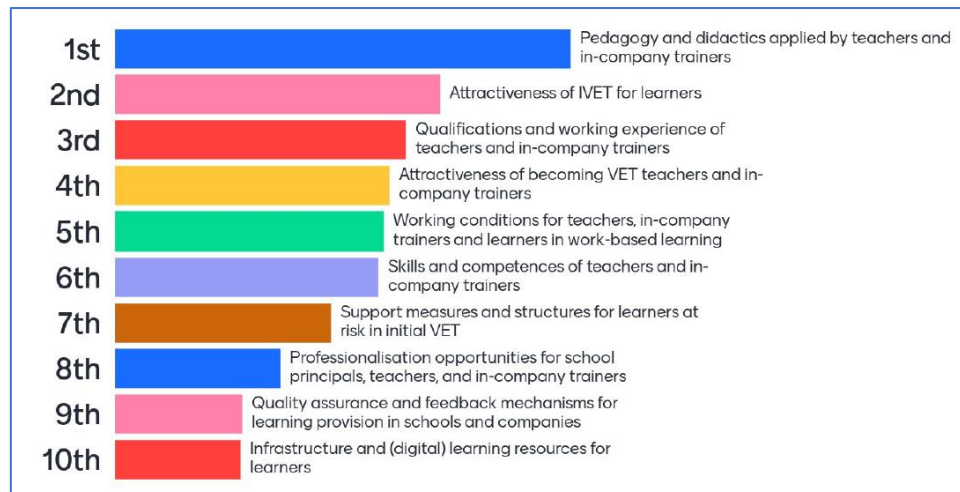 1st
Pedagogy and didactics applied by teachers and
in-company trainers
2nd
Attractiveness of IVET for learners
3rd
Qualifications and working experience of
teachers and in-company trainers
4th
Attractiveness of becoming VET teachers and in-
company trainers
5th
Working conditions for teachers, in-company
trainers and learners in work-based learning
6th
Skills and competences of teachers and in-
company trainers
7th
Support measures and structures for learners at
risk in initial VET
8th
Professionalisation opportunities for school
principals, teachers, and in-company trainers
9th
Quality assurance and feedback mechanisms for
learning provision in schools and companies
10th
Infrastructure and (digital) learning resources for
learners